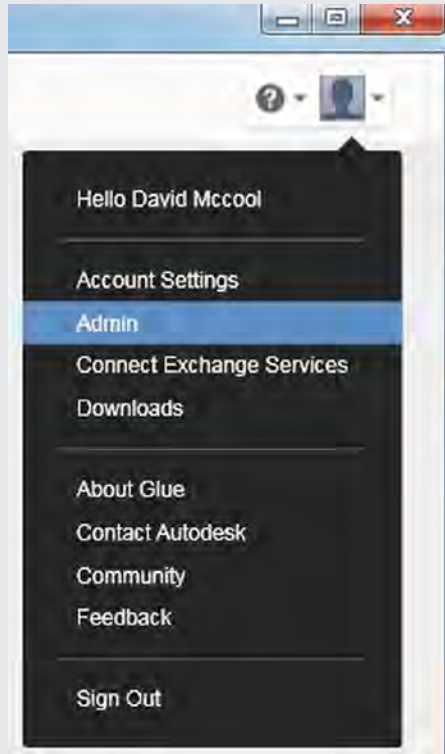 Hello David Mccool
Account Settings
Admin
Connect Exchange Services
Downloads
About Glue
Contact Autodesk
Community
Feedback
Sign Out